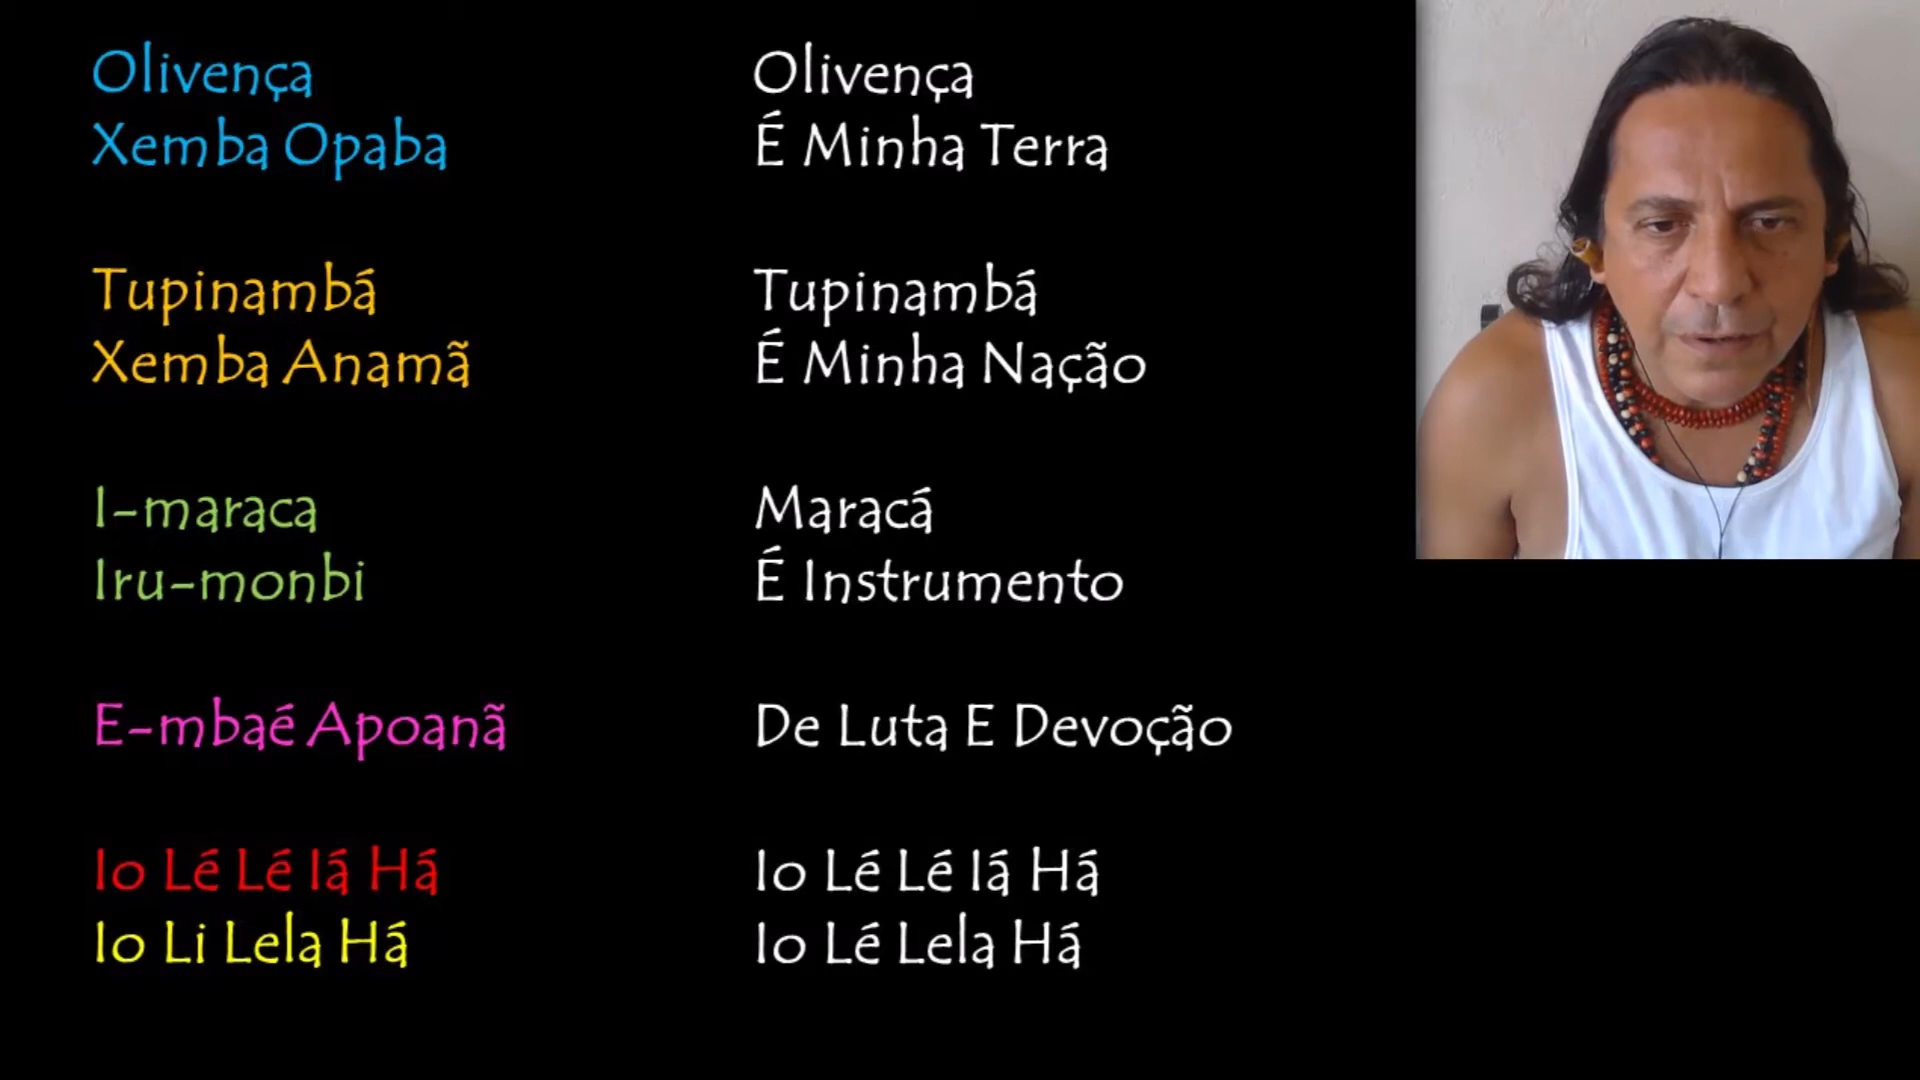 Olivença
Xemba Opaba
Tupinambá
Xemba Anamã
I-maraca
Iru-monbi
E-mbaé Apoanã
Io Lé Lé Iá Há
Io Li Lela Há
Olivença
É Minha Terra
Tupinambá
É Minha Nação
Maracá
É Instrumento
De Luta E Devoção
Io Lé Lé Iá Há
Io Lé Lela Há